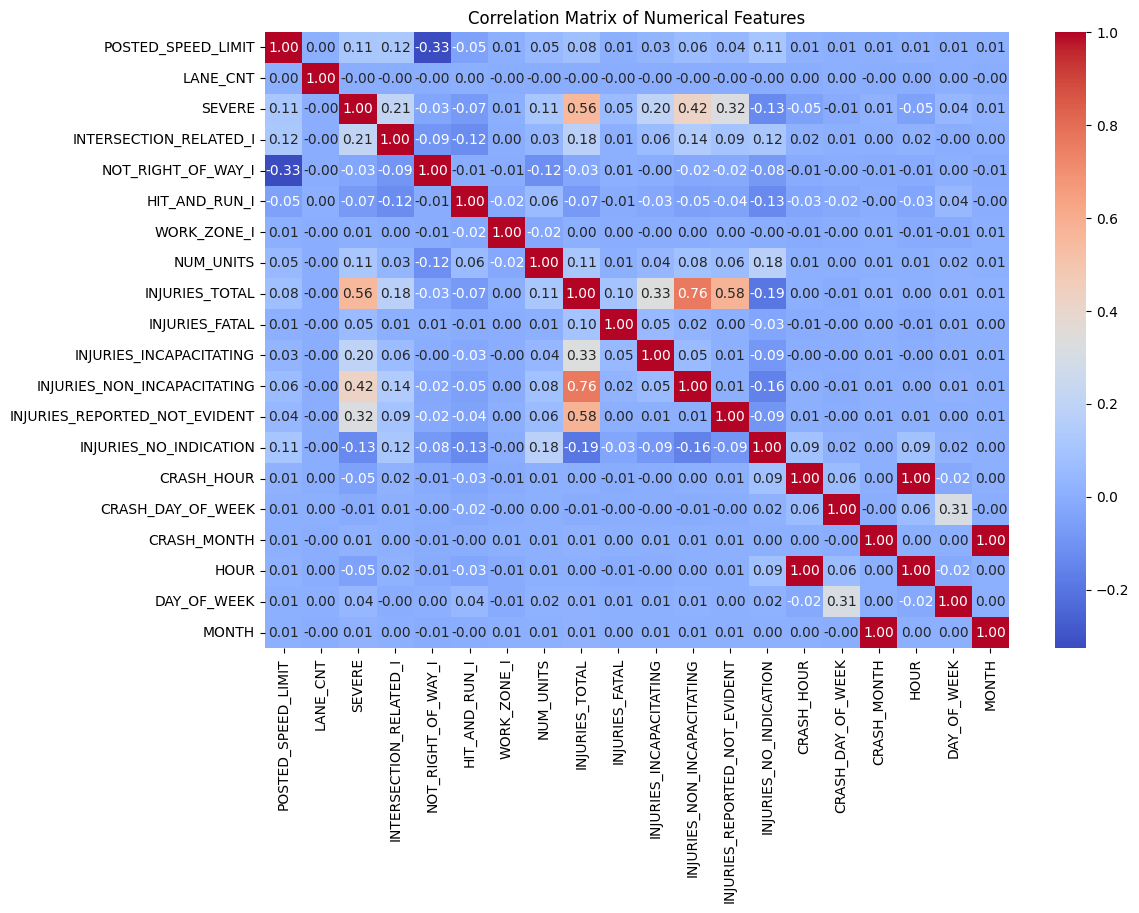 Correlation Matrix of Numerical Features
POSTED_SPEED_LIMIT 1.00 0.00 0.11 0.12 -0.33 -0.05 0.01 0.05 0.08 0.01 0.03 0.06 0.04 0.11 0.01 0.01 0.01 0.01 0.01 0.01
LANE_CNT 0.00 1.00 -0.00 -0.00 -0.00 0.00 -0.00 -0.00 -0.00 -0.00 -0.00 -0.00 -0.00 -0.00 0.00 0.00 -0.00 0.00 0.00 -0.00
SEVERE 0.11 -0.00 1.00 0.21 -0.03 -0.07 0.01 0.11 0.56 0.05 0.20 0.42 0.32 -0.13 -0.05 -0.01 0.01 -0.05 0.04 0.01
INTERSECTION_RELATED_I 0.12 -0.00 0.21 1.00 -0.09 -0.12 0.00 0.03 0.18 0.01 0.06 0.14 0.09 0.12 0.02 0.01 0.00 0.02 -0.00 0.00
NOT_RIGHT_OF_WAY_I -0.33 -0.00 -0.03 -0.09 1.00 -0.01 -0.01 -0.12 -0.03 0.01 -0.00 -0.02 -0.02 -0.08 -0.01 -0.00 -0.01 -0.01 0.00 -0.01
HIT_AND_RUN_I -0.05 0.00 -0.07 -0.12 -0.01 1.00 -0.02 0.06 -0.07 -0.01 -0.03 -0.05 -0.04 -0.13 -0.03 -0.02 -0.00 -0.03 0.04 -0.00
WORK_ZONE_I 0.01 -0.00 0.01 0.00 -0.01 -0.02 1.00 -0.02 0.00 -0.00 -0.00 0.00 0.00 -0.00 -0.01 -0.00 0.01 -0.01 -0.01 0.01
NUM_UNITS 0.05 -0.00 0.11 0.03 -0.12 0.06 -0.02 1.00 0.11 0.01 0.04 0.08 0.06 0.18 0.01 0.00 0.01 0.01 0.02 0.01
INJURIES_TOTAL 0.08 -0.00 0.56 0.18 -0.03 -0.07 0.00 0.11 1.00 0.10 0.33 0.76 0.58 -0.19 0.00 -0.01 0.01 0.00 0.01 0.01
INJURIES_FATAL 0.01 -0.00 0.05 0.01 0.01 -0.01 -0.00 0.01 0.10 1.00 0.05 0.02 0.00 -0.03 -0.01 -0.00 0.00 -0.01 0.01 0.00
INJURIES_INCAPACITATING 0.03 -0.00 0.20 0.06 -0.00 -0.03 -0.00 0.04 0.33 0.05 1.00 0.05 0.01 -0.09 -0.00 -0.00 0.01 -0.00 0.01 0.01
INJURIES_NON_INCAPACITATING 0.06 -0.00 0.42 0.14 -0.02 -0.05 0.00 0.08 0.76 0.02 0.05 1.00 0.01 -0.16 0.00 -0.01 0.01 0.00 0.01 0.01
INJURIES_REPORTED_NOT_EVIDENT 0.04 -0.00 0.32 0.09 -0.02 -0.04 0.00 0.06 0.58 0.00 0.01 0.01 1.00 -0.09 0.01 -0.00 0.01 0.01 0.00 0.01
INJURIES_NO_INDICATION 0.11 -0.00 -0.13 0.12 -0.08 -0.13 -0.00 0.18 -0.19 -0.03 -0.09 -0.16 -0.09 1.00 0.09 0.02 0.00 0.09 0.02 0.00
CRASH_HOUR 0.01 0.00 -0.05 0.02 -0.01 -0.03 -0.01 0.01 0.00 -0.01 -0.00 0.00 0.01 0.09 1.00 0.06 0.00 1.00 -0.02 0.00
CRASH_DAY_OF_WEEK 0.01 0.00 -0.01 0.01 -0.00 -0.02 -0.00 0.00 -0.01 -0.00 -0.00 -0.01 -0.00 0.02 0.06 1.00 -0.00 0.06 0.31 -0.00
CRASH_MONTH 0.01 -0.00 0.01 0.00 -0.01 -0.00 0.01 0.01 0.01 0.00 0.01 0.01 0.01 0.00 0.00 -0.00 1.00 0.00 0.00 1.00
HOUR 0.01 0.00 -0.05 0.02 -0.01 -0.03 -0.01 0.01 0.00 -0.01 -0.00 0.00 0.01 0.09 1.00 0.06 0.00 1.00 -0.02 0.00
DAY_OF_WEEK 0.01 0.00 0.04 -0.00 0.00 0.04 -0.01 0.02 0.01 0.01 0.01 0.01 0.00 0.02 -0.02 0.31 0.00 -0.02 1.00 0.00
MONTH 0.01 -0.00 0.01 0.00 -0.01 -0.00 0.01 0.01 0.01 0.00 0.01 0.01 0.01 0.00 0.00 -0.00 1.00 0.00 0.00 1.00
POSTED_SPEED_LIMIT
LANE_CNT
SEVERE
INTERSECTION_RELATED_I
NOT_RIGHT_OF_WAY_I
HIT_AND_RUN_I
WORK_ZONE_I
NUM_UNITS
INJURIES_TOTAL
INJURIES_FATAL
INJURIES_INCAPACITATING
INJURIES_NON_INCAPACITATING
INJURIES_REPORTED_NOT_EVIDENT
INJURIES_NO_INDICATION
CRASH_HOUR
CRASH_DAY_OF_WEEK
CRASH_MONTH
HOUR
DAY_OF_WEEK
MONTH
1.0
0.8
0.6
0.4
0.2
0.0
−0.2